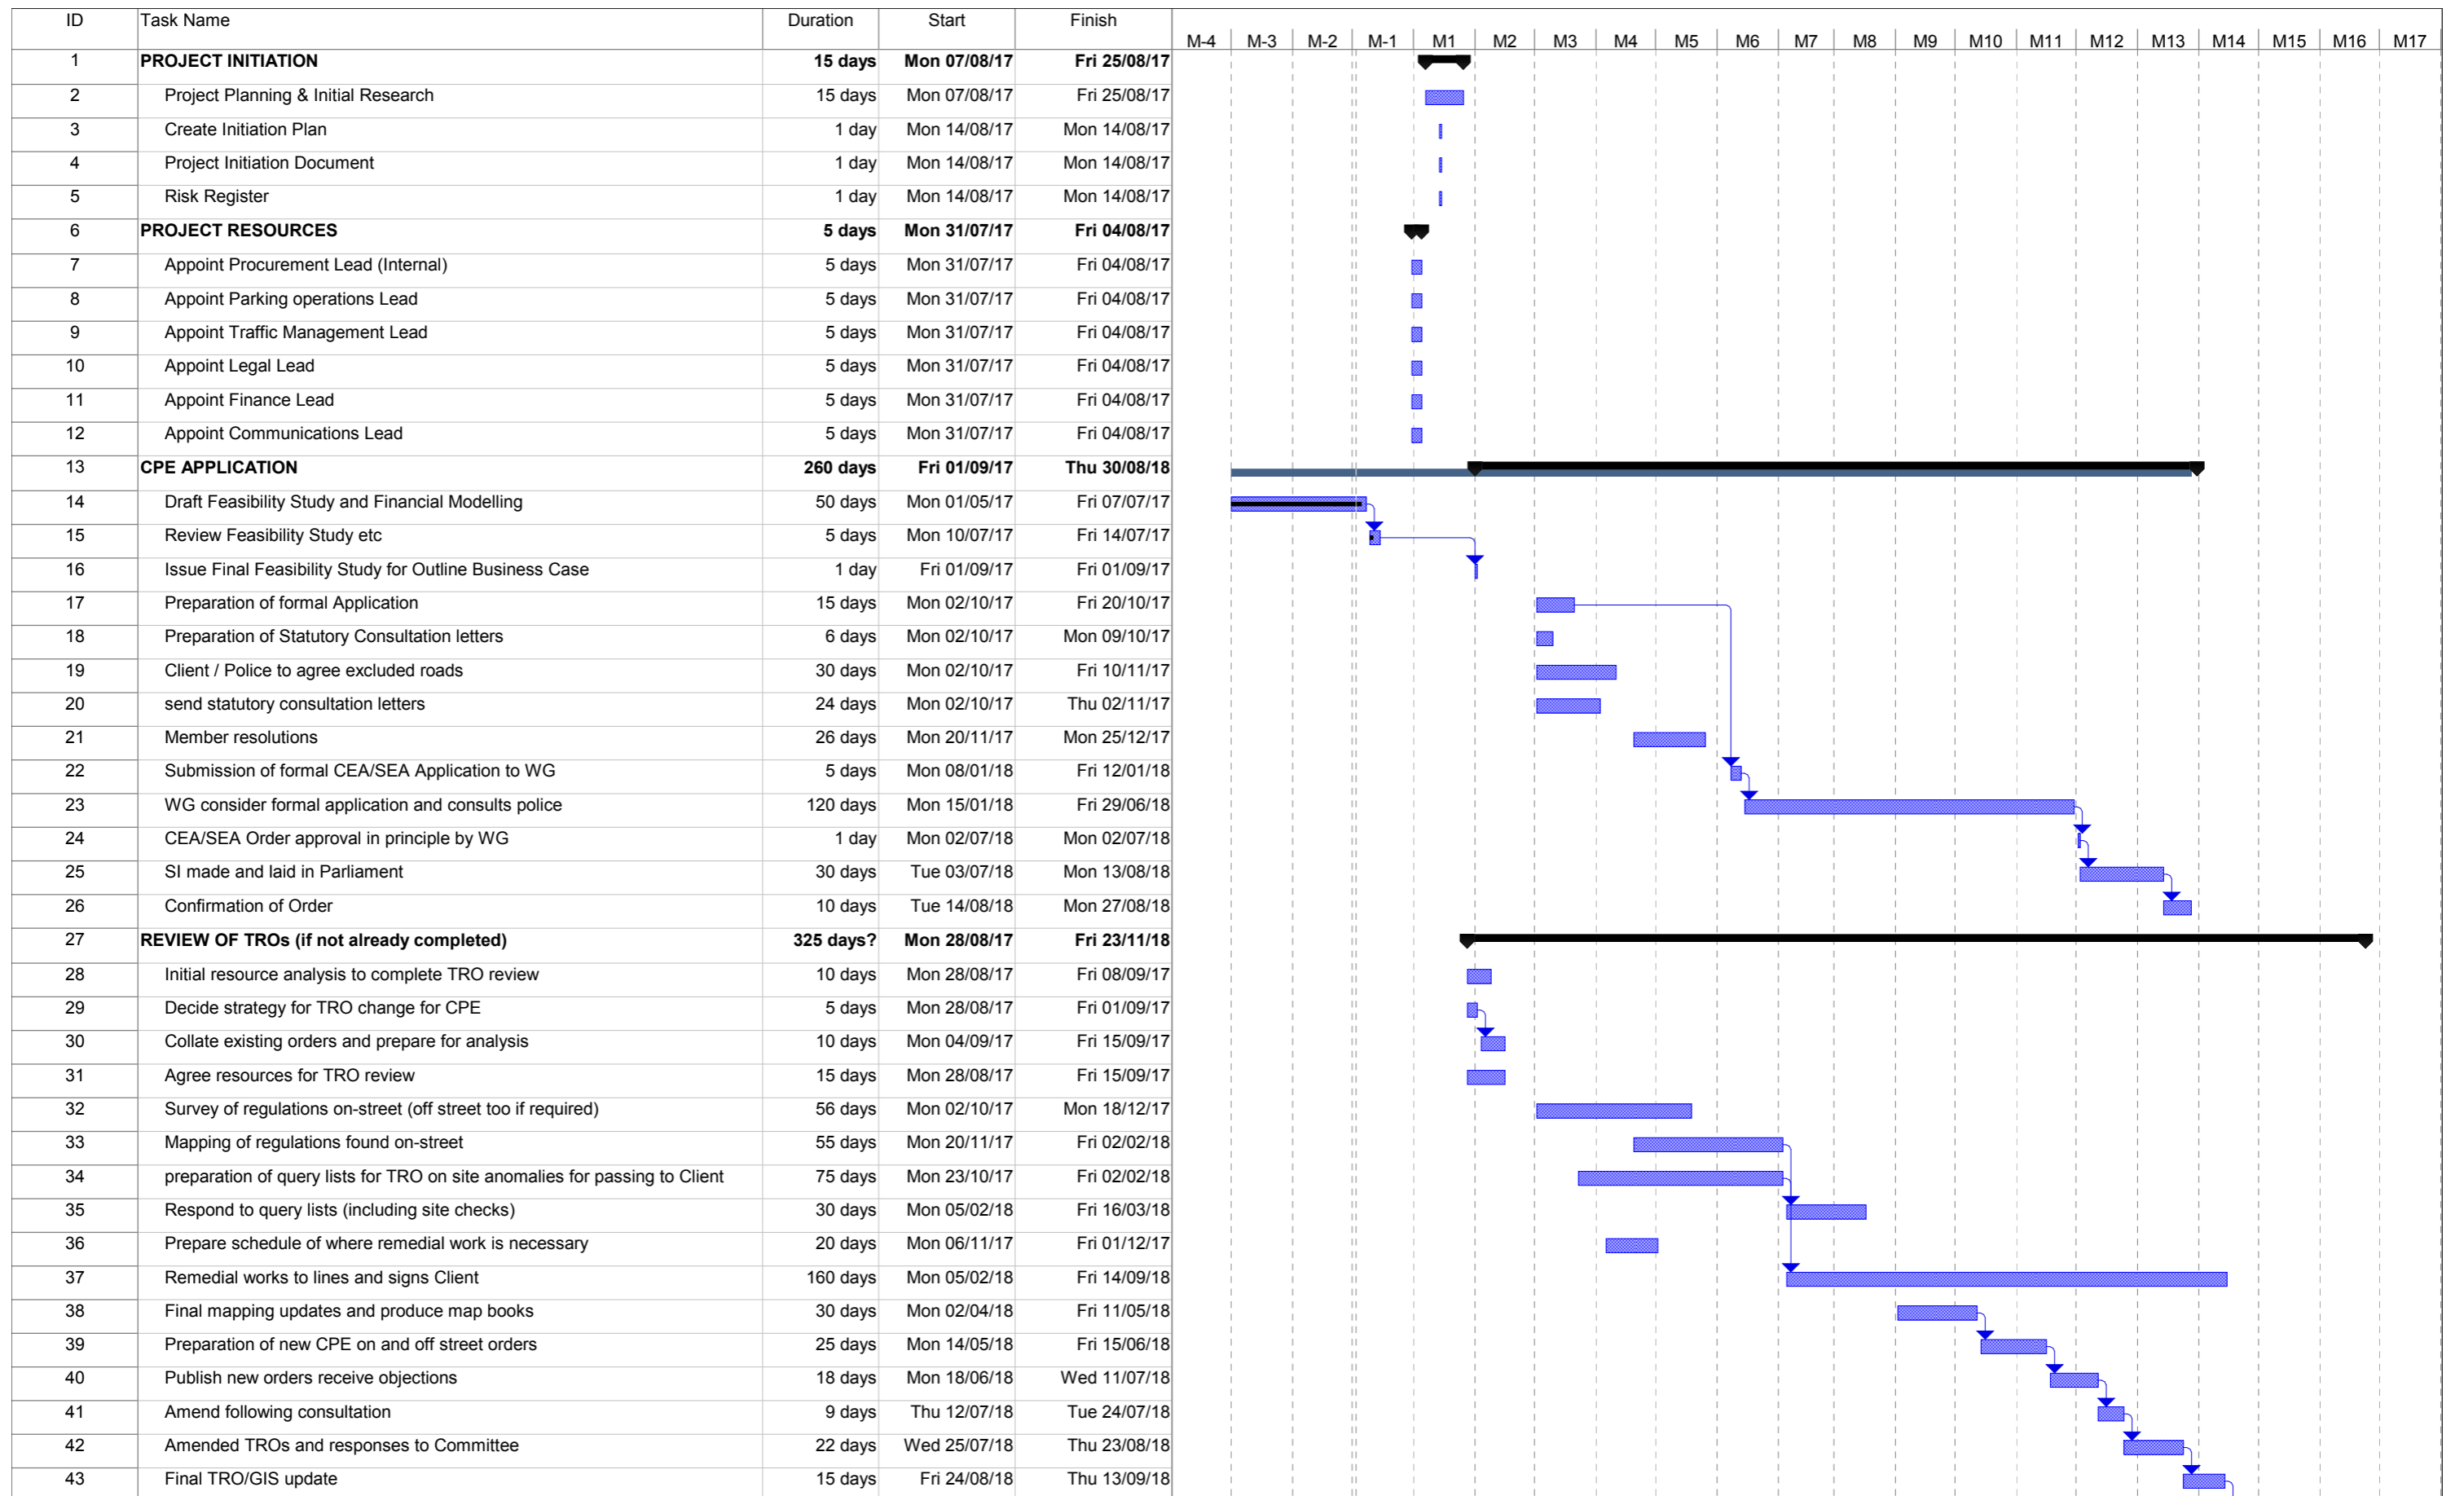 ID Task Name Duration Start Finish
M-4 M-3 M-2 M-1 M1 M2 M3 M4 M5 M6 M7 M8 M9 M10 M11 M12 M13 M14 M15 M16 M17
1 PROJECT INITIATION 15 days Mon 07/08/17 Fri 25/08/17
2 Project Planning & Initial Research 15 days Mon 07/08/17 Fri 25/08/17
3 Create Initiation Plan 1 day Mon 14/08/17 Mon 14/08/17
4 Project Initiation Document 1 day Mon 14/08/17 Mon 14/08/17
5 Risk Register 1 day Mon 14/08/17 Mon 14/08/17
6 PROJECT RESOURCES 5 days Mon 31/07/17 Fri 04/08/17
7 Appoint Procurement Lead (Internal) 5 days Mon 31/07/17 Fri 04/08/17
8 Appoint Parking operations Lead 5 days Mon 31/07/17 Fri 04/08/17
9 Appoint Traffic Management Lead 5 days Mon 31/07/17 Fri 04/08/17
10 Appoint Legal Lead 5 days Mon 31/07/17 Fri 04/08/17
11 Appoint Finance Lead 5 days Mon 31/07/17 Fri 04/08/17
12 Appoint Communications Lead 5 days Mon 31/07/17 Fri 04/08/17
13 CPE APPLICATION 260 days Fri 01/09/17 Thu 30/08/18
14 Draft Feasibility Study and Financial Modelling 50 days Mon 01/05/17 Fri 07/07/17
15 Review Feasibility Study etc 5 days Mon 10/07/17 Fri 14/07/17
16 Issue Final Feasibility Study for Outline Business Case 1 day Fri 01/09/17 Fri 01/09/17
17 Preparation of formal Application 15 days Mon 02/10/17 Fri 20/10/17
18 Preparation of Statutory Consultation letters 6 days Mon 02/10/17 Mon 09/10/17
19 Client / Police to agree excluded roads 30 days Mon 02/10/17 Fri 10/11/17
20 send statutory consultation letters 24 days Mon 02/10/17 Thu 02/11/17
21 Member resolutions 26 days Mon 20/11/17 Mon 25/12/17
22 Submission of formal CEA/SEA Application to WG 5 days Mon 08/01/18 Fri 12/01/18
23 WG consider formal application and consults police 120 days Mon 15/01/18 Fri 29/06/18
24 CEA/SEA Order approval in principle by WG 1 day Mon 02/07/18 Mon 02/07/18
25 SI made and laid in Parliament 30 days Tue 03/07/18 Mon 13/08/18
26 Confirmation of Order 10 days Tue 14/08/18 Mon 27/08/18
27 REVIEW OF TROs (if not already completed) 325 days? Mon 28/08/17 Fri 23/11/18
28 Initial resource analysis to complete TRO review 10 days Mon 28/08/17 Fri 08/09/17
29 Decide strategy for TRO change for CPE 5 days Mon 28/08/17 Fri 01/09/17
30 Collate existing orders and prepare for analysis 10 days Mon 04/09/17 Fri 15/09/17
31 Agree resources for TRO review 15 days Mon 28/08/17 Fri 15/09/17
32 Survey of regulations on-street (off street too if required) 56 days Mon 02/10/17 Mon 18/12/17
33 Mapping of regulations found on-street 55 days Mon 20/11/17 Fri 02/02/18
34 preparation of query lists for TRO on site anomalies for passing to Client 75 days Mon 23/10/17 Fri 02/02/18
35 Respond to query lists (including site checks) 30 days Mon 05/02/18 Fri 16/03/18
36 Prepare schedule of where remedial work is necessary 20 days Mon 06/11/17 Fri 01/12/17
37 Remedial works to lines and signs Client 160 days Mon 05/02/18 Fri 14/09/18
38 Final mapping updates and produce map books 30 days Mon 02/04/18 Fri 11/05/18
39 Preparation of new CPE on and off street orders 25 days Mon 14/05/18 Fri 15/06/18
40 Publish new orders receive objections 18 days Mon 18/06/18 Wed 11/07/18
41 Amend following consultation 9 days Thu 12/07/18 Tue 24/07/18
42 Amended TROs and responses to Committee 22 days Wed 25/07/18 Thu 23/08/18
43 Final TRO/GIS update 15 days Fri 24/08/18 Thu 13/09/18